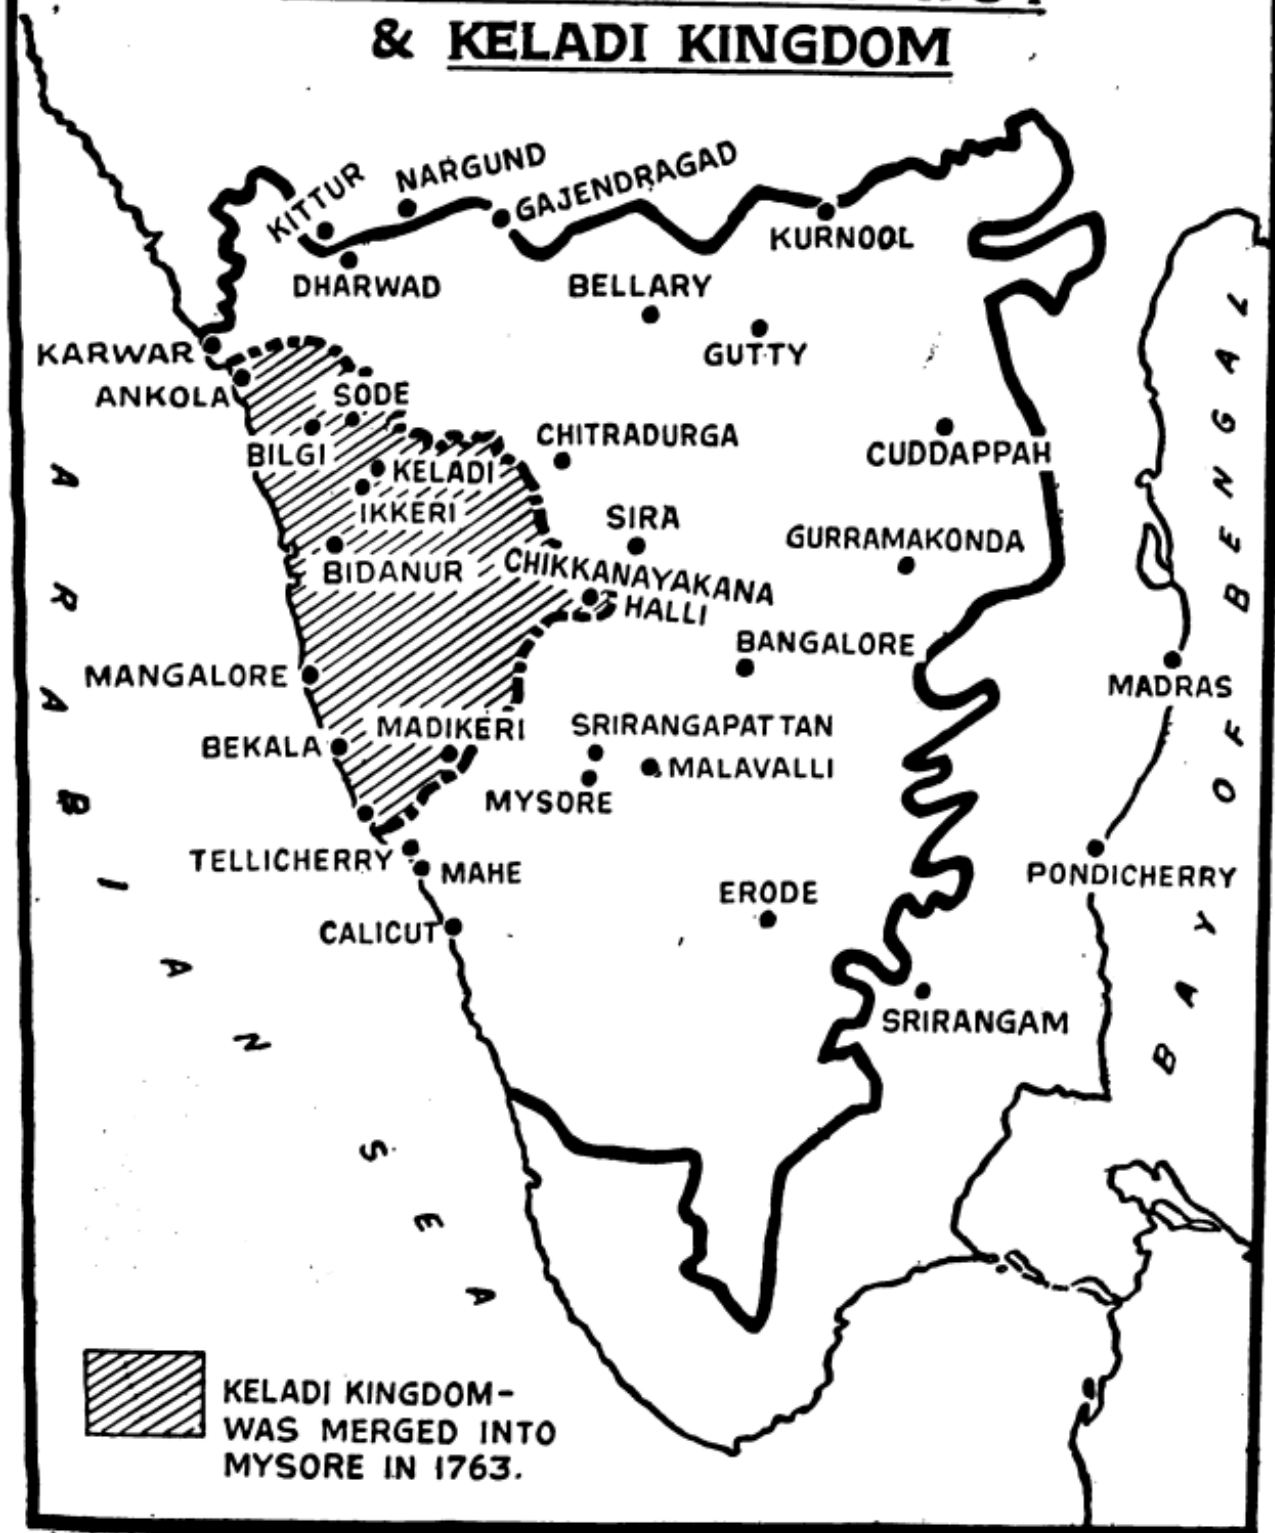 & KELADI KINGDOM
KITTUR
NARGUND
GAJENDRAGAD
KURNOOL
DHARWAD
BELLARY
GUTTY
KARWAR
ANKOLA
SODE
BILGI
CHITRADURGA
CUDDAPPAH
KELADI
IKKERI
SIRA
GURRAMAKONDA
BIDANUR
CHIKKANAYAKANA
HALLI
BANGALORE
MANGALORE
MADRAS
BEKALA
MADIKERI
SRIRANGAPATTAN
MALAVALLI
MYSORE
TELLICHERRY
MAHE
PONDICHERRY
ERODE
CALICUT
SRIRANGAM
ARABIAN SEA
BAY OF BENGAL
KELADI KINGDOM-
WAS MERGED INTO
MYSORE IN 1763.